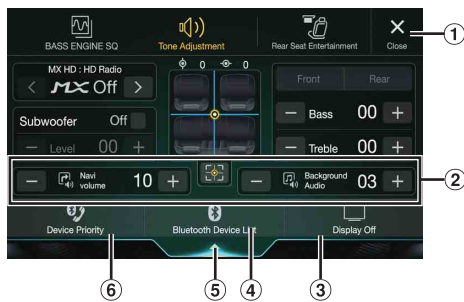 BASS ENGINE SQ
Tone Adjustment
Rear Seat Entertainment
Close
1
MX HD : HD Radio
< MX Off >
0 0
Front Rear
Subwoofer Off
− Bass 00 +
− Level 00 +
− Treble 00 +
− Navi volume 10 +
− Background Audio 03 +
2
Device Priority
Bluetooth Device List
Display Off
6 5 4 3